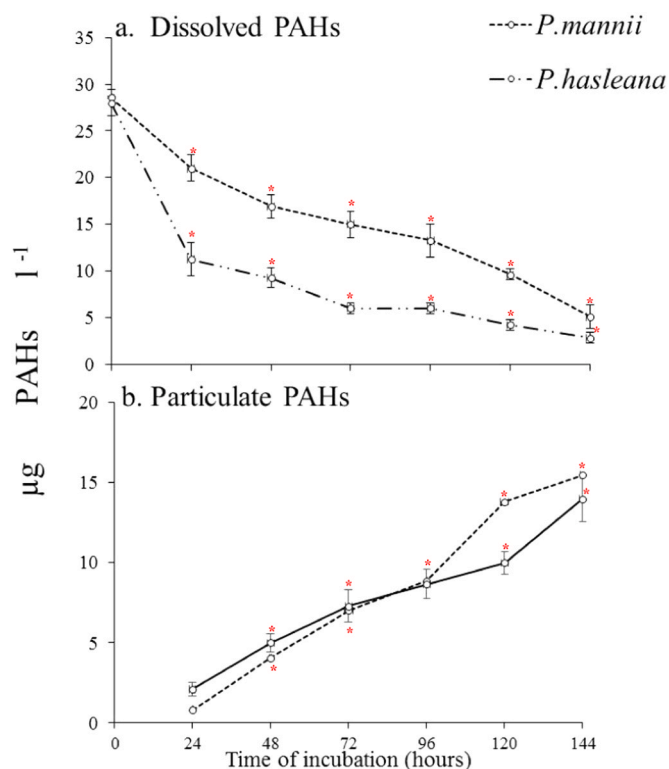 a. Dissolved PAHs
P.mannii
P.hasleana
35
30
25
20
15
10
5
0
µg PAHs l⁻¹
b. Particulate PAHs
20
15
10
5
0
0 24 48 72 96 120 144
Time of incubation (hours)